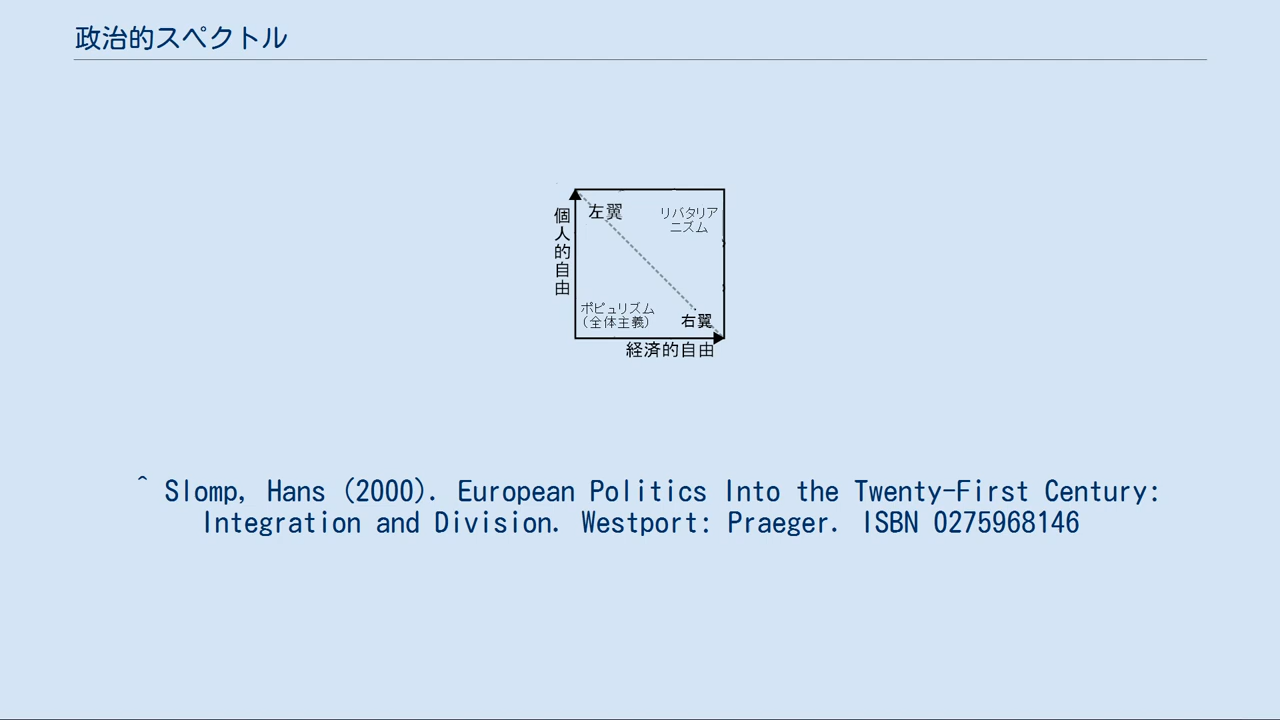 政治的スペクトル
個人的自由
左翼
リバタリア
ニズム
ポピュリズム
(全体主義)
右翼
経済的自由
^ Slomp, Hans (2000). European Politics Into the Twenty-First Century:
Integration and Division. Westport: Praeger. ISBN 0275968146